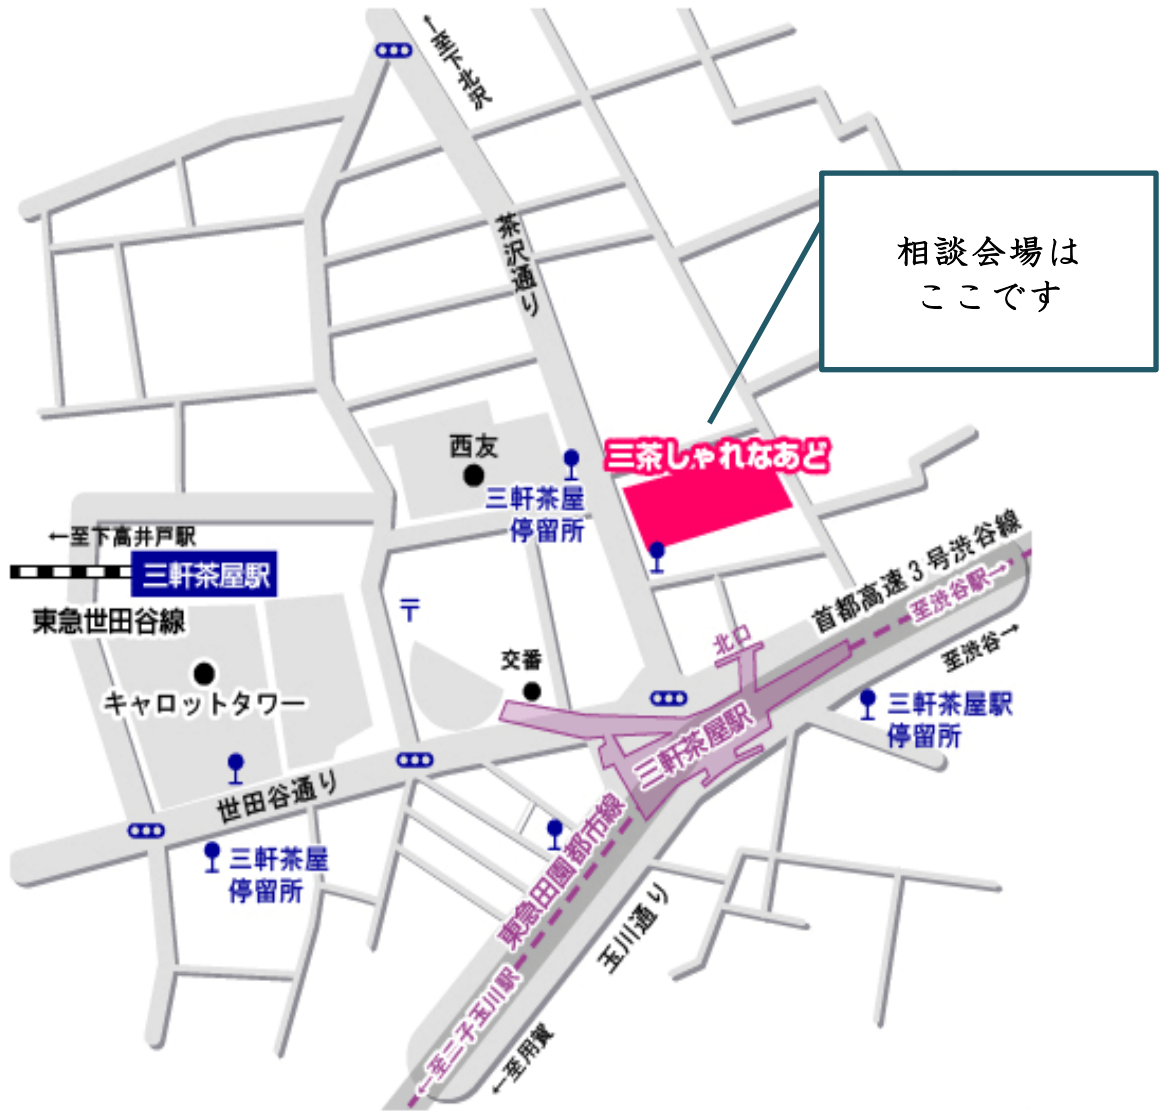 ←至下北沢
茶沢通り
相談会場は
ここです
三茶しゃれなあど
西友
三軒茶屋
停留所
←至下高井戸駅
三軒茶屋駅
東急世田谷線
キャロットタワー
〒
交番
北口
首都高速3号渋谷線
至渋谷駅→
至渋谷→
三軒茶屋駅
停留所
三軒茶屋駅
世田谷通り
三軒茶屋
停留所
東急田園都市線
玉川通り
←至二子玉川駅
←至用賀